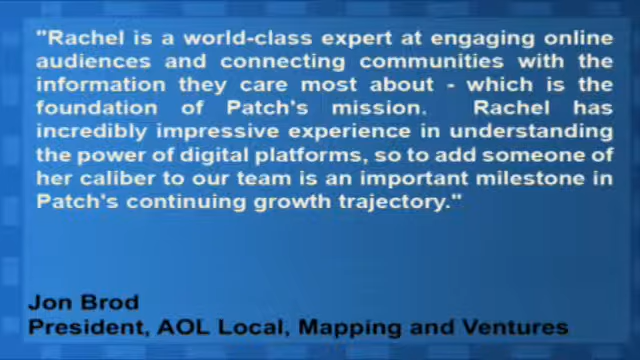 "Rachel is a world-class expert at engaging online
audiences and connecting communities with the
information they care most about - which is the
foundation of Patch's mission. Rachel has
incredibly impressive experience in understanding
the power of digital platforms, so to add someone of
her caliber to our team is an important milestone in
Patch's continuing growth trajectory."
Jon Brod
President, AOL Local, Mapping and Ventures